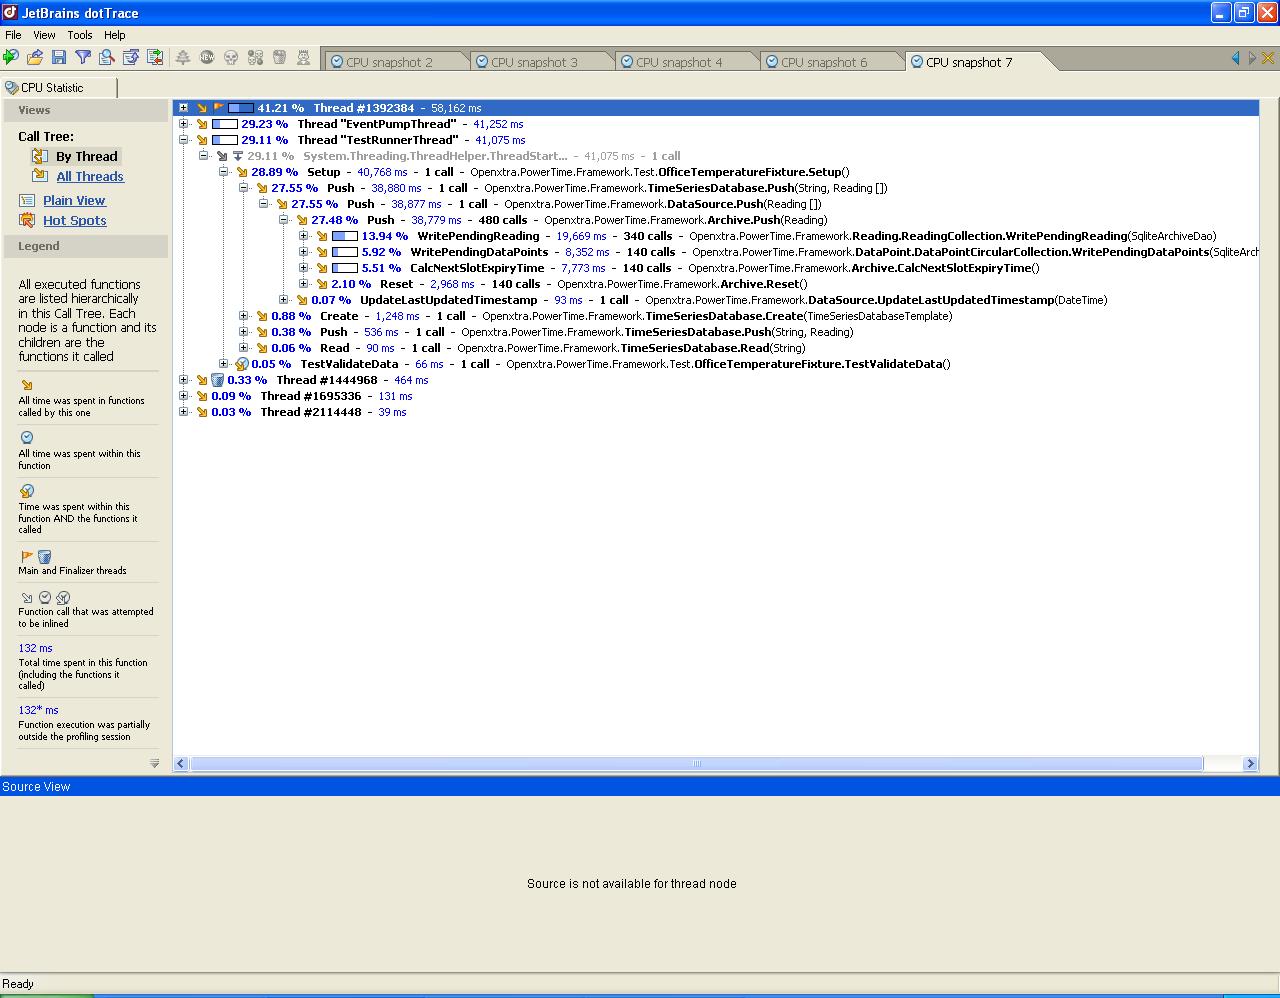 JetBrains dotTrace
File View Tools Help
CPU snapshot 2 CPU snapshot 3 CPU snapshot 4 CPU snapshot 6 CPU snapshot 7
CPU Statistic
Views
Call Tree:
By Thread
All Threads
Plain View
Hot Spots
Legend
All executed functions
are listed hierarchically
in this Call Tree. Each
node is a function and its
children are the
functions it called
All time was spent in functions
called by this one
All time was spent within this
function
Time was spent within this
function AND the functions it
called
Main and Finalizer threads
Function call that was attempted
to be inlined
132 ms
Total time spent in this function
(including the functions it
called)
132* ms
Function execution was partially
outside the profiling session
41.21 % Thread #1392384 - 58,162 ms
29.23 % Thread "EventPumpThread" - 41,252 ms
29.11 % Thread "TestRunnerThread" - 41,075 ms
29.11 % System.Threading.ThreadHelper.ThreadStart... - 41,075 ms - 1 call
28.89 % Setup - 40,768 ms - 1 call - Openxtra.PowerTime.Framework.Test.OfficeTemperatureFixture.Setup()
27.55 % Push - 38,880 ms - 1 call - Openxtra.PowerTime.Framework.TimeSeriesDatabase.Push(String, Reading [])
27.55 % Push - 38,877 ms - 1 call - Openxtra.PowerTime.Framework.DataSource.Push(Reading [])
27.48 % Push - 38,779 ms - 480 calls - Openxtra.PowerTime.Framework.Archive.Push(Reading)
13.94 % WritePendingReading - 19,669 ms - 340 calls - Openxtra.PowerTime.Framework.Reading.ReadingCollection.WritePendingReading(SqliteArchiveDao)
5.92 % WritePendingDataPoints - 8,352 ms - 140 calls - Openxtra.PowerTime.Framework.DataPoint.DataPointCircularCollection.WritePendingDataPoints(SqliteArch
5.51 % CalcNextSlotExpiryTime - 7,773 ms - 140 calls - Openxtra.PowerTime.Framework.Archive.CalcNextSlotExpiryTime()
2.10 % Reset - 2,968 ms - 140 calls - Openxtra.PowerTime.Framework.Archive.Reset()
0.07 % UpdateLastUpdatedTimestamp - 93 ms - 1 call - Openxtra.PowerTime.Framework.DataSource.UpdateLastUpdatedTimestamp(DateTime)
0.88 % Create - 1,248 ms - 1 call - Openxtra.PowerTime.Framework.TimeSeriesDatabase.Create(TimeSeriesDatabaseTemplate)
0.38 % Push - 536 ms - 1 call - Openxtra.PowerTime.Framework.TimeSeriesDatabase.Push(String, Reading)
0.06 % Read - 90 ms - 1 call - Openxtra.PowerTime.Framework.TimeSeriesDatabase.Read(String)
0.05 % TestValidateData - 66 ms - 1 call - Openxtra.PowerTime.Framework.Test.OfficeTemperatureFixture.TestValidateData()
0.33 % Thread #1444968 - 464 ms
0.09 % Thread #1695336 - 131 ms
0.03 % Thread #2114448 - 39 ms
Source View
Source is not available for thread node
Ready